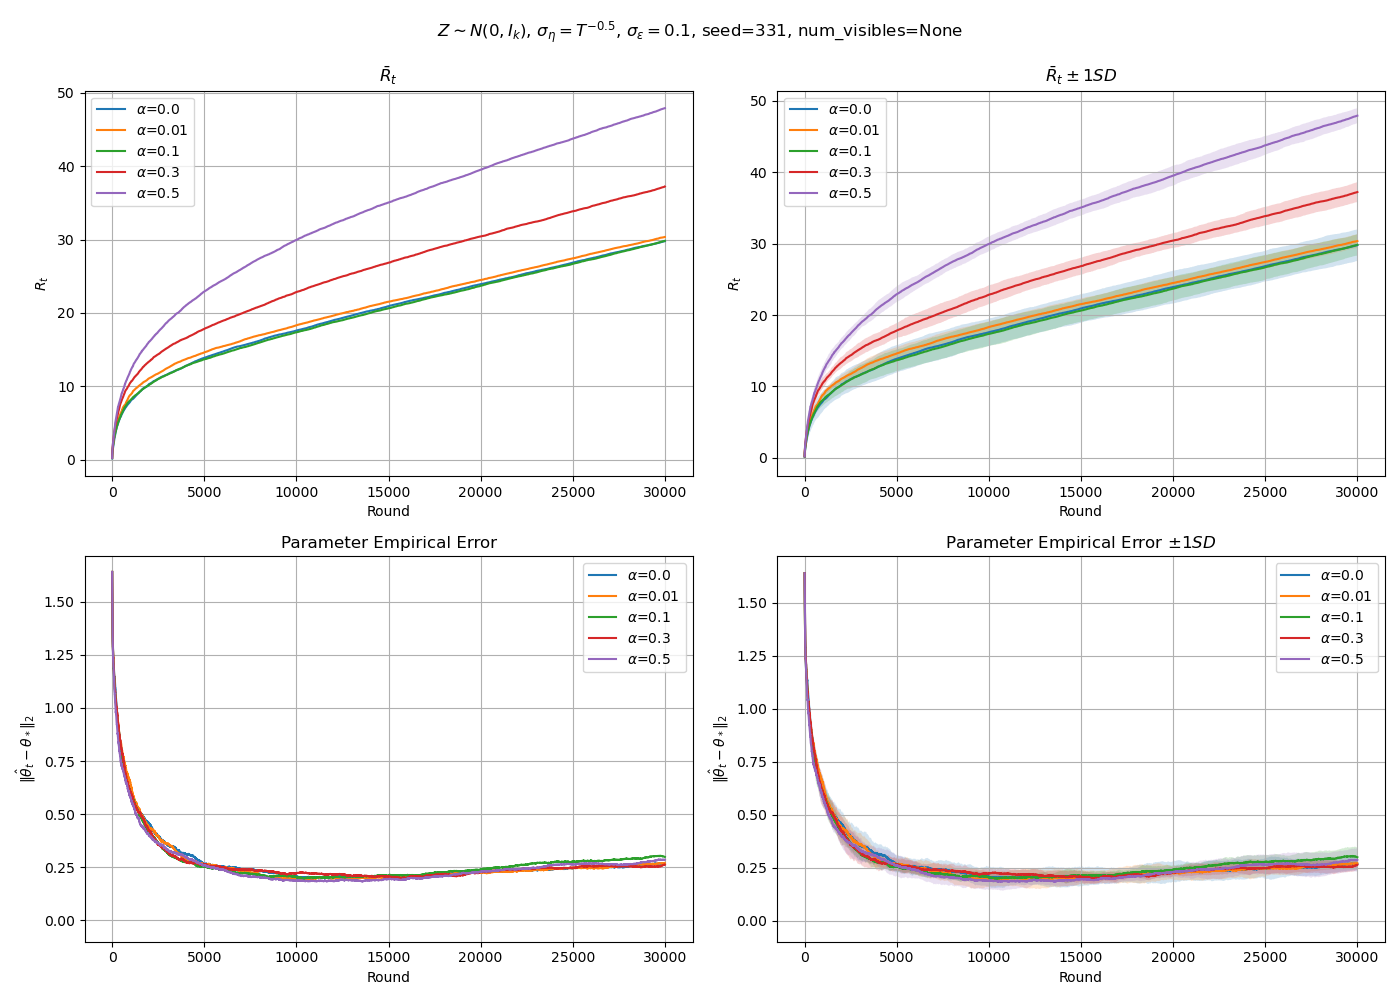 Z ∼ N(0, I_k), σ_η = T^{−0.5}, σ_ε = 0.1, seed=331, num_visibles=None
R̄_t
50
40
30
20
10
0
R_t
α=0.0
α=0.01
α=0.1
α=0.3
α=0.5
0 5000 10000 15000 20000 25000 30000
Round
R̄_t ± 1SD
50
40
30
20
10
0
R_t
α=0.0
α=0.01
α=0.1
α=0.3
α=0.5
0 5000 10000 15000 20000 25000 30000
Round
Parameter Empirical Error
1.50
1.25
1.00
0.75
0.50
0.25
0.00
‖θ̂_t − θ_*‖_2
α=0.0
α=0.01
α=0.1
α=0.3
α=0.5
0 5000 10000 15000 20000 25000 30000
Round
Parameter Empirical Error ±1SD
1.50
1.25
1.00
0.75
0.50
0.25
0.00
‖θ̂_t − θ_*‖_2
α=0.0
α=0.01
α=0.1
α=0.3
α=0.5
0 5000 10000 15000 20000 25000 30000
Round